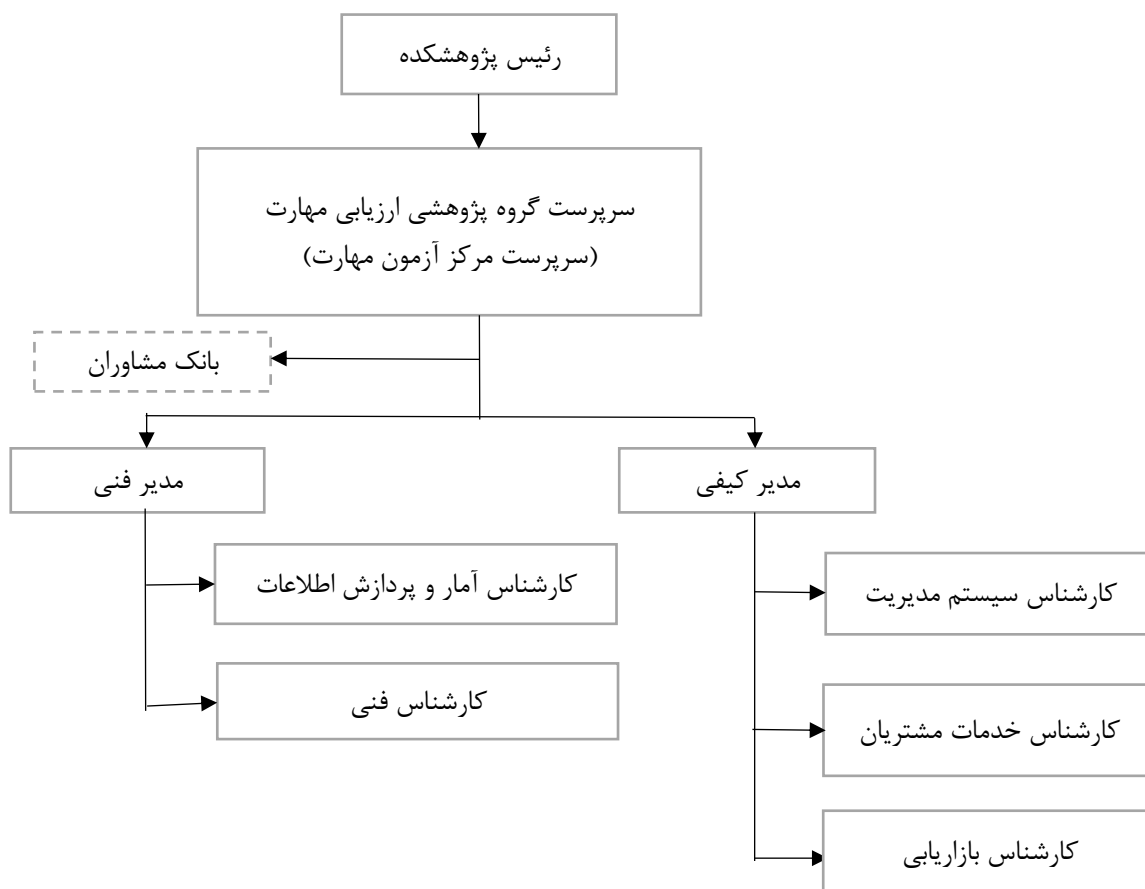 رئیس پژوهشکده
سرپرست گروه پژوهشی ارزیابی مهارت
(سرپرست مرکز آزمون مهارت)
بانک مشاوران
مدیر کیفی
مدیر فنی
کارشناس سیستم مدیریت
کارشناس خدمات مشتریان
کارشناس بازاریابی
کارشناس آمار و پردازش اطلاعات
کارشناس فنی